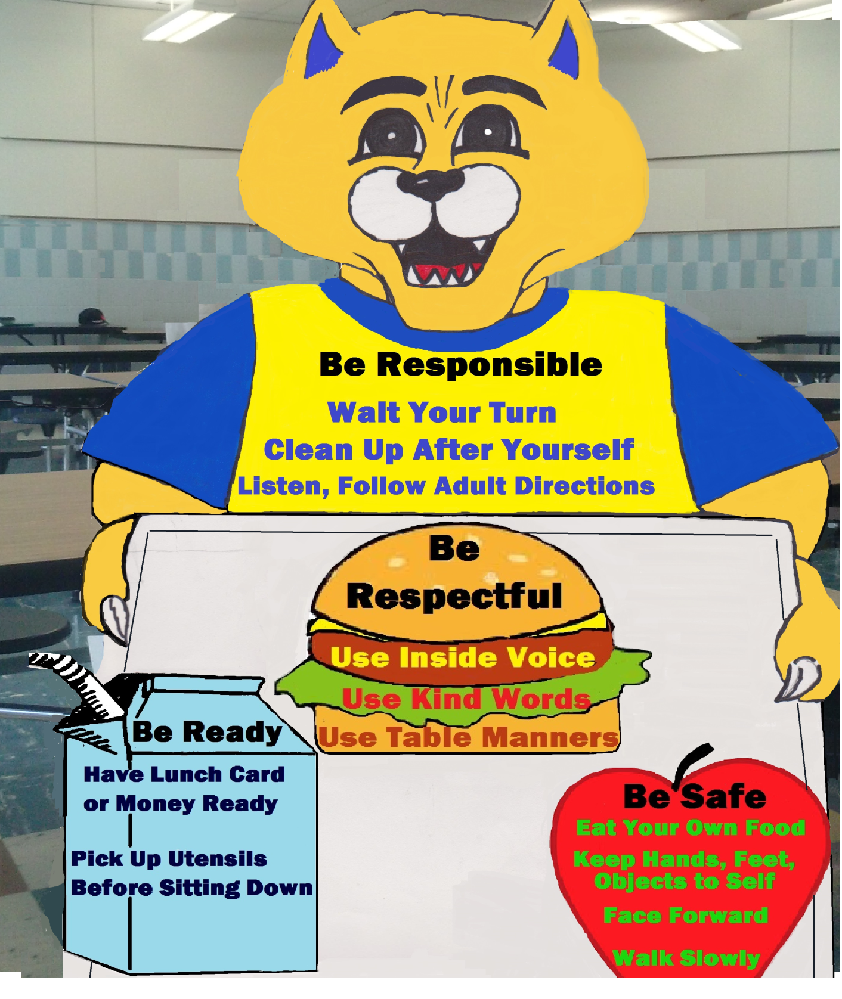 Be Responsible
Walt Your Turn
Clean Up After Yourself
Listen, Follow Adult Directions
Be
Respectful
Use Inside Voice
Use Kind Words
Use Table Manners
Be Ready
Have Lunch Card
or Money Ready
Pick Up Utensils
Before Sitting Down
Be Safe
Eat Your Own Food
Keep Hands, Feet,
Objects to Self
Face Forward
Walk Slowly